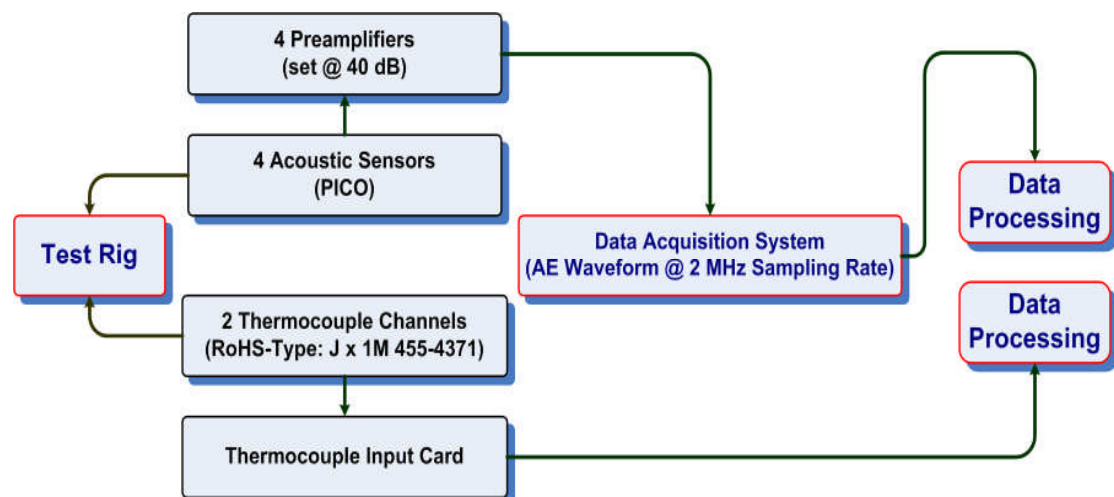 4 Preamplifiers
(set @ 40 dB)
4 Acoustic Sensors
(PICO)
Test Rig
Data Acquisition System
(AE Waveform @ 2 MHz Sampling Rate)
Data
Processing
2 Thermocouple Channels
(RoHS-Type: J x 1M 455-4371)
Data
Processing
Thermocouple Input Card